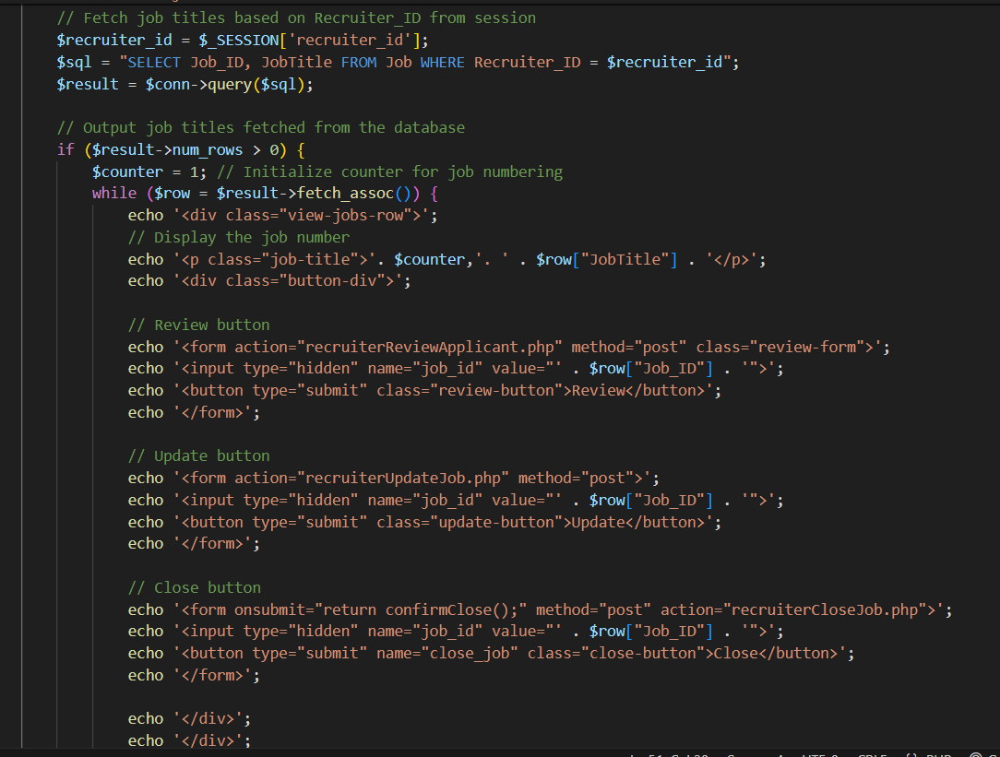 // Fetch job titles based on Recruiter_ID from session
$recruiter_id = $_SESSION['recruiter_id'];
$sql = "SELECT Job_ID, JobTitle FROM Job WHERE Recruiter_ID = $recruiter_id";
$result = $conn->query($sql);

// Output job titles fetched from the database
if ($result->num_rows > 0) {
    $counter = 1; // Initialize counter for job numbering
    while ($row = $result->fetch_assoc()) {
        echo '<div class="view-jobs-row">';
        // Display the job number
        echo '<p class="job-title">'. $counter,'. ' . $row["JobTitle"] . '</p>';
        echo '<div class="button-div">';

        // Review button
        echo '<form action="recruiterReviewApplicant.php" method="post" class="review-form">';
        echo '<input type="hidden" name="job_id" value="' . $row["Job_ID"] . '">';
        echo '<button type="submit" class="review-button">Review</button>';
        echo '</form>';

        // Update button
        echo '<form action="recruiterUpdateJob.php" method="post">';
        echo '<input type="hidden" name="job_id" value="' . $row["Job_ID"] . '">';
        echo '<button type="submit" class="update-button">Update</button>';
        echo '</form>';

        // Close button
        echo '<form onsubmit="return confirmClose();" method="post" action="recruiterCloseJob.php">';
        echo '<input type="hidden" name="job_id" value="' . $row["Job_ID"] . '">';
        echo '<button type="submit" name="close_job" class="close-button">Close</button>';
        echo '</form>';

        echo '</div>';
        echo '</div>';